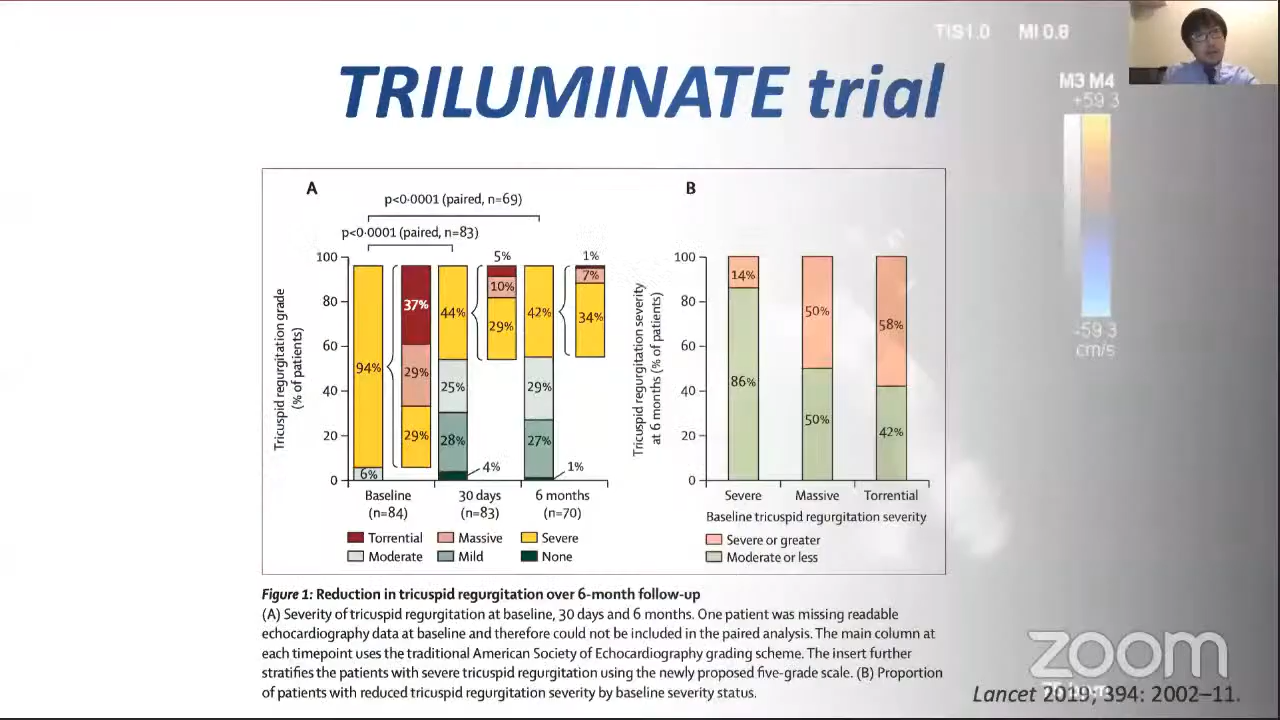 TIS1.0 MI 0.8
TRILUMINATE trial
M3 M4
+59.3
-59.3
cm/s
A
p<0·0001 (paired, n=69)
p<0·0001 (paired, n=83)
Tricuspid regurgitation grade
(% of patients)
100
80
60
40
20
0
94%
6%
37%
29%
29%
44%
25%
28%
4%
5%
10%
29%
42%
29%
27%
1%
1%
7%
34%
Baseline
(n=84)
30 days
(n=83)
6 months
(n=70)
Torrential Massive Severe
Moderate Mild None
B
Tricuspid regurgitation severity
at 6 months (% of patients)
100
80
60
40
20
0
14%
86%
50%
50%
58%
42%
Severe Massive Torrential
Baseline tricuspid regurgitation severity
Severe or greater
Moderate or less
Figure 1: Reduction in tricuspid regurgitation over 6-month follow-up
(A) Severity of tricuspid regurgitation at baseline, 30 days and 6 months. One patient was missing readable
echocardiography data at baseline and therefore could not be included in the paired analysis. The main column at
each timepoint uses the traditional American Society of Echocardiography grading scheme. The insert further
stratifies the patients with severe tricuspid regurgitation using the newly proposed five-grade scale. (B) Proportion
of patients with reduced tricuspid regurgitation severity by baseline severity status.
zoom
Lancet 2019; 394: 2002–11.